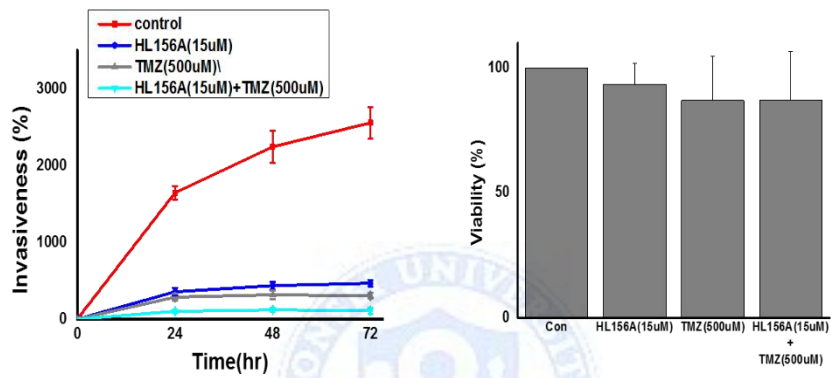 control
HL156A(15uM)
TMZ(500uM)\
HL156A(15uM)+TMZ(500uM)
Invasiveness (%)
3000
2000
1000
0
0 24 48 72
Time(hr)
Viability (%)
100
50
0
Con HL156A(15uM) TMZ(500uM) HL156A(15uM)
+
TMZ(500uM)
UNIVER